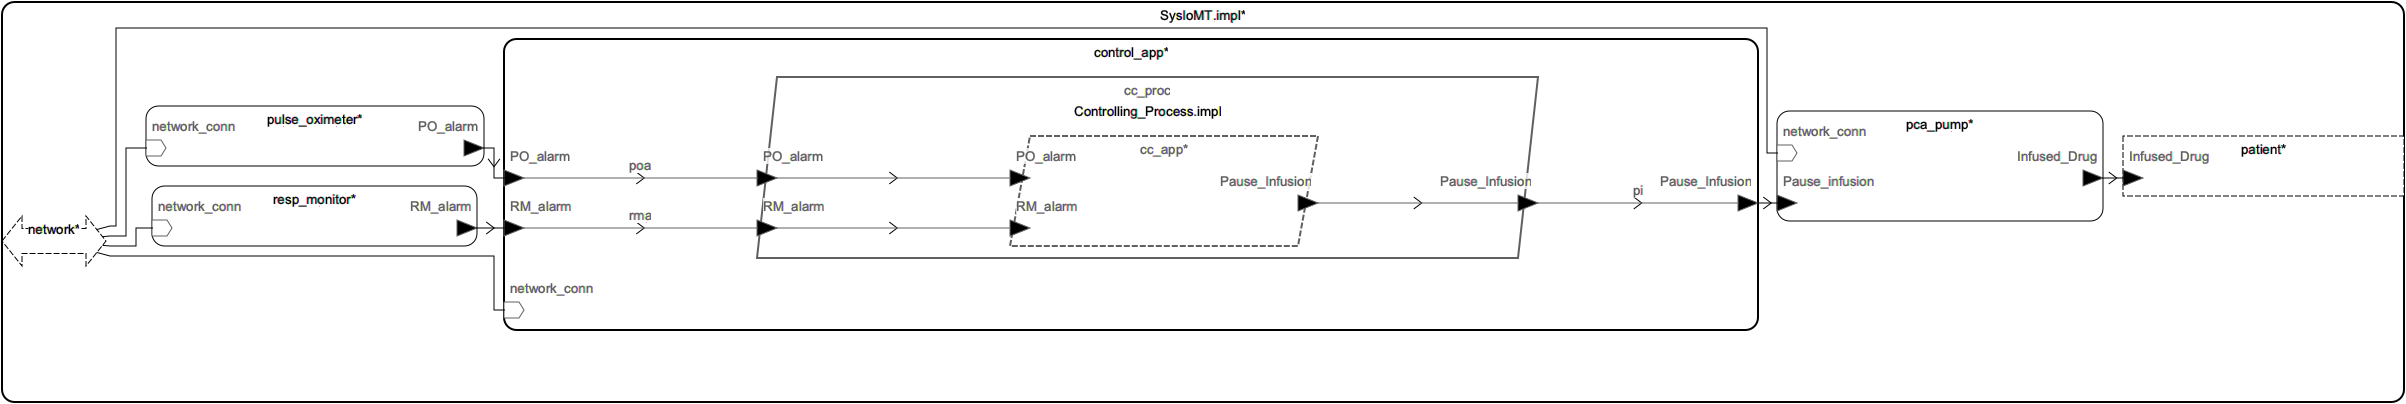 SysIoMT.impl*
control_app*
cc_proc
Controlling_Process.impl
cc_app*
network*
network_conn
pulse_oximeter*
PO_alarm
network_conn
resp_monitor*
RM_alarm
PO_alarm
poa
PO_alarm
PO_alarm
RM_alarm
rma
RM_alarm
RM_alarm
network_conn
Pause_Infusion
Pause_Infusion
pi
Pause_Infusion
network_conn
pca_pump*
Infused_Drug
Pause_infusion
Infused_Drug
patient*